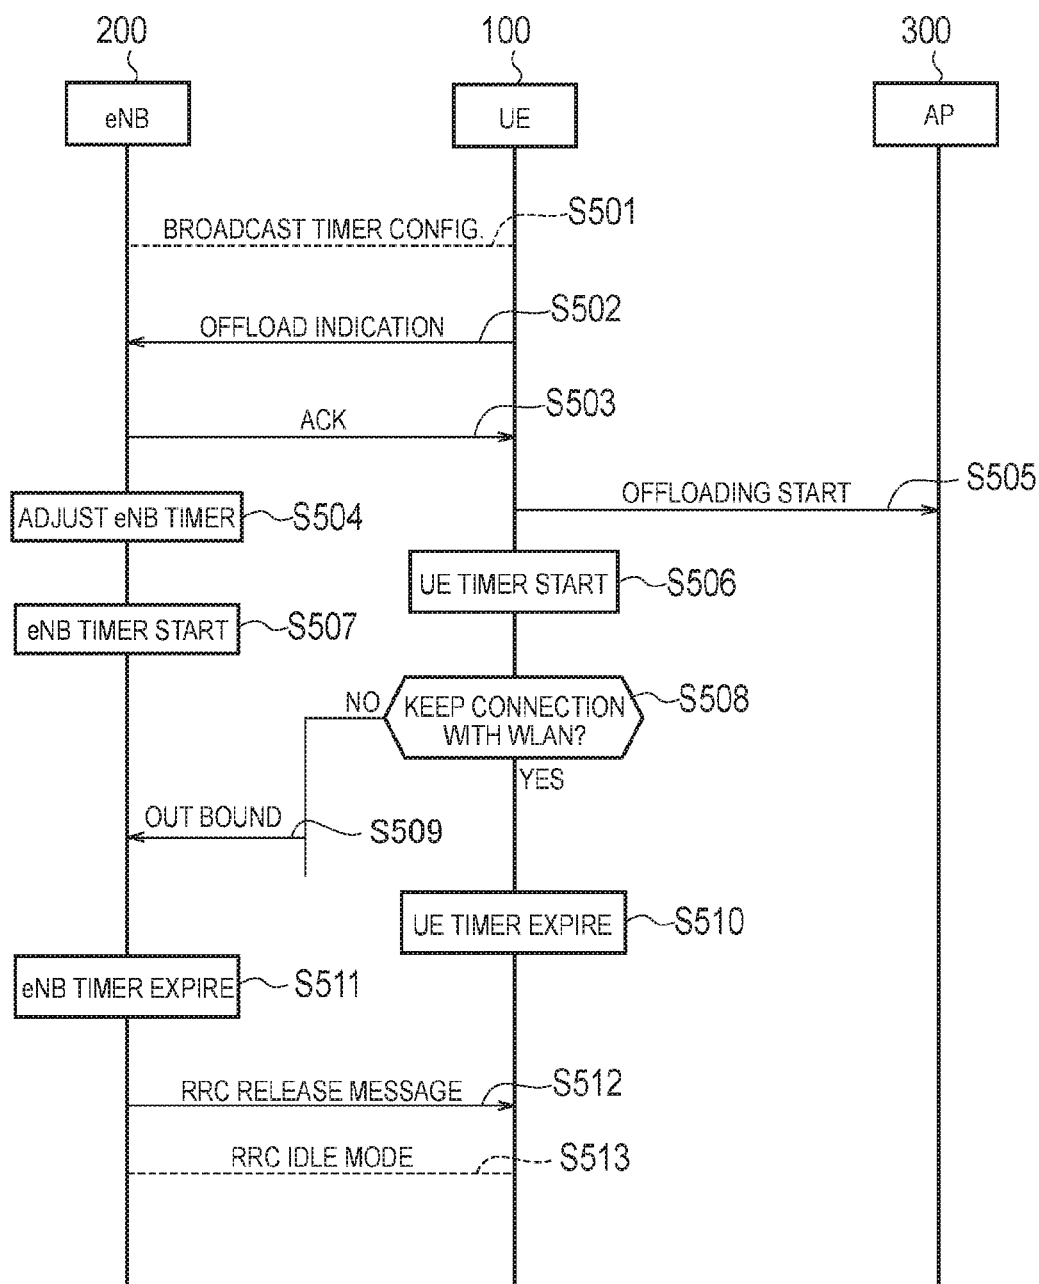 200
100
300
eNB
UE
AP
BROADCAST TIMER CONFIG.
S501
OFFLOAD INDICATION
S502
ACK
S503
OFFLOADING START
S505
ADJUST eNB TIMER
S504
UE TIMER START
S506
eNB TIMER START
S507
NO
KEEP CONNECTION
WITH WLAN?
S508
YES
OUT BOUND
S509
UE TIMER EXPIRE
S510
eNB TIMER EXPIRE
S511
RRC RELEASE MESSAGE
S512
RRC IDLE MODE
S513